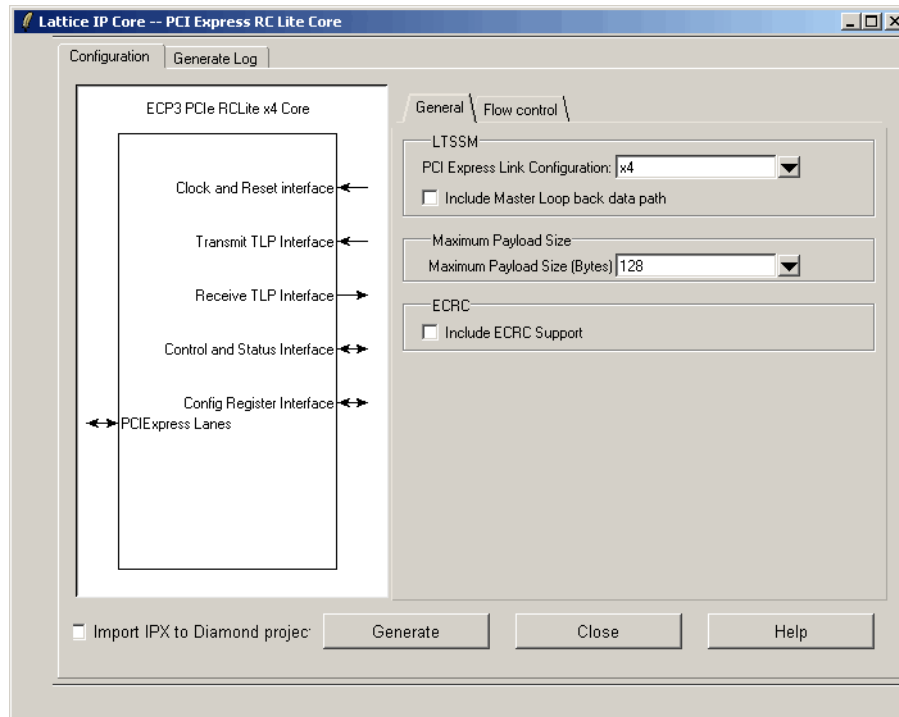 Lattice IP Core -- PCI Express RC Lite Core
Configuration
Generate Log
ECP3 PCIe RCLite x4 Core
Clock and Reset interface
Transmit TLP Interface
Receive TLP Interface
Control and Status Interface
Config Register Interface
PCIExpress Lanes
General
Flow control
LTSSM
PCI Express Link Configuration: x4
Include Master Loop back data path
Maximum Payload Size
Maximum Payload Size (Bytes) 128
ECRC
Include ECRC Support
Import IPX to Diamond projec
Generate
Close
Help